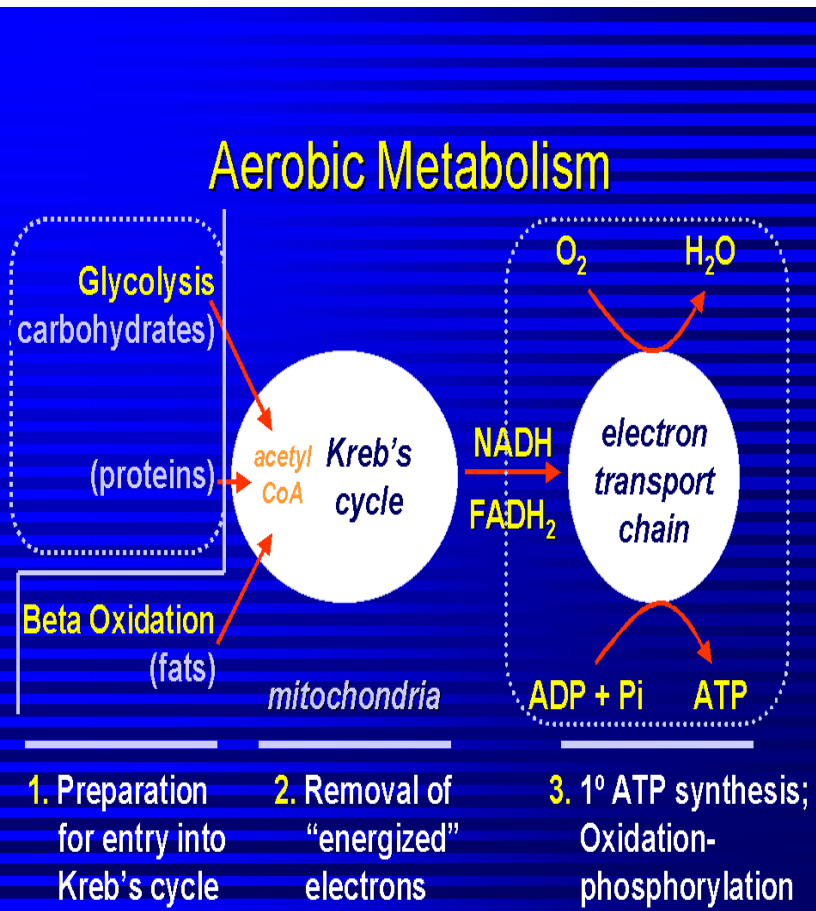 Aerobic Metabolism
Glycolysis
(carbohydrates)
(proteins)
Beta Oxidation
(fats)
acetyl
CoA
Kreb's
cycle
mitochondria
NADH
FADH₂
O₂
H₂O
electron
transport
chain
ADP + Pi
ATP
1. Preparation
for entry into
Kreb's cycle
2. Removal of
“energized”
electrons
3. 1º ATP synthesis;
Oxidation-
phosphorylation